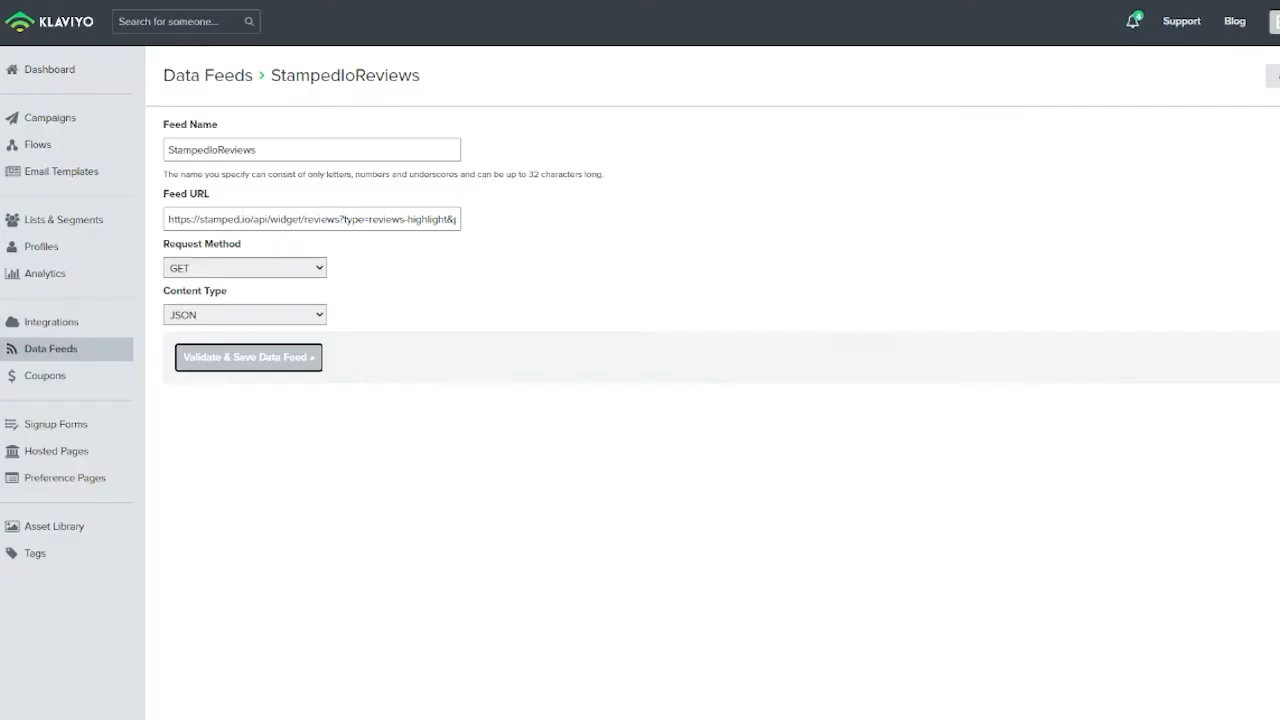 KLAVIYO
Search for someone...
4
Support
Blog
Dashboard
Campaigns
Flows
Email Templates
Lists & Segments
Profiles
Analytics
Integrations
Data Feeds
Coupons
Signup Forms
Hosted Pages
Preference Pages
Asset Library
Tags
Data Feeds › StampedIoReviews
Feed Name
StampedIoReviews
The name you specify can consist of only letters, numbers and underscores and can be up to 32 characters long.
Feed URL
https://stamped.io/api/widget/reviews?type=reviews-highlight&
Request Method
GET
Content Type
JSON
Validate & Save Data Feed »